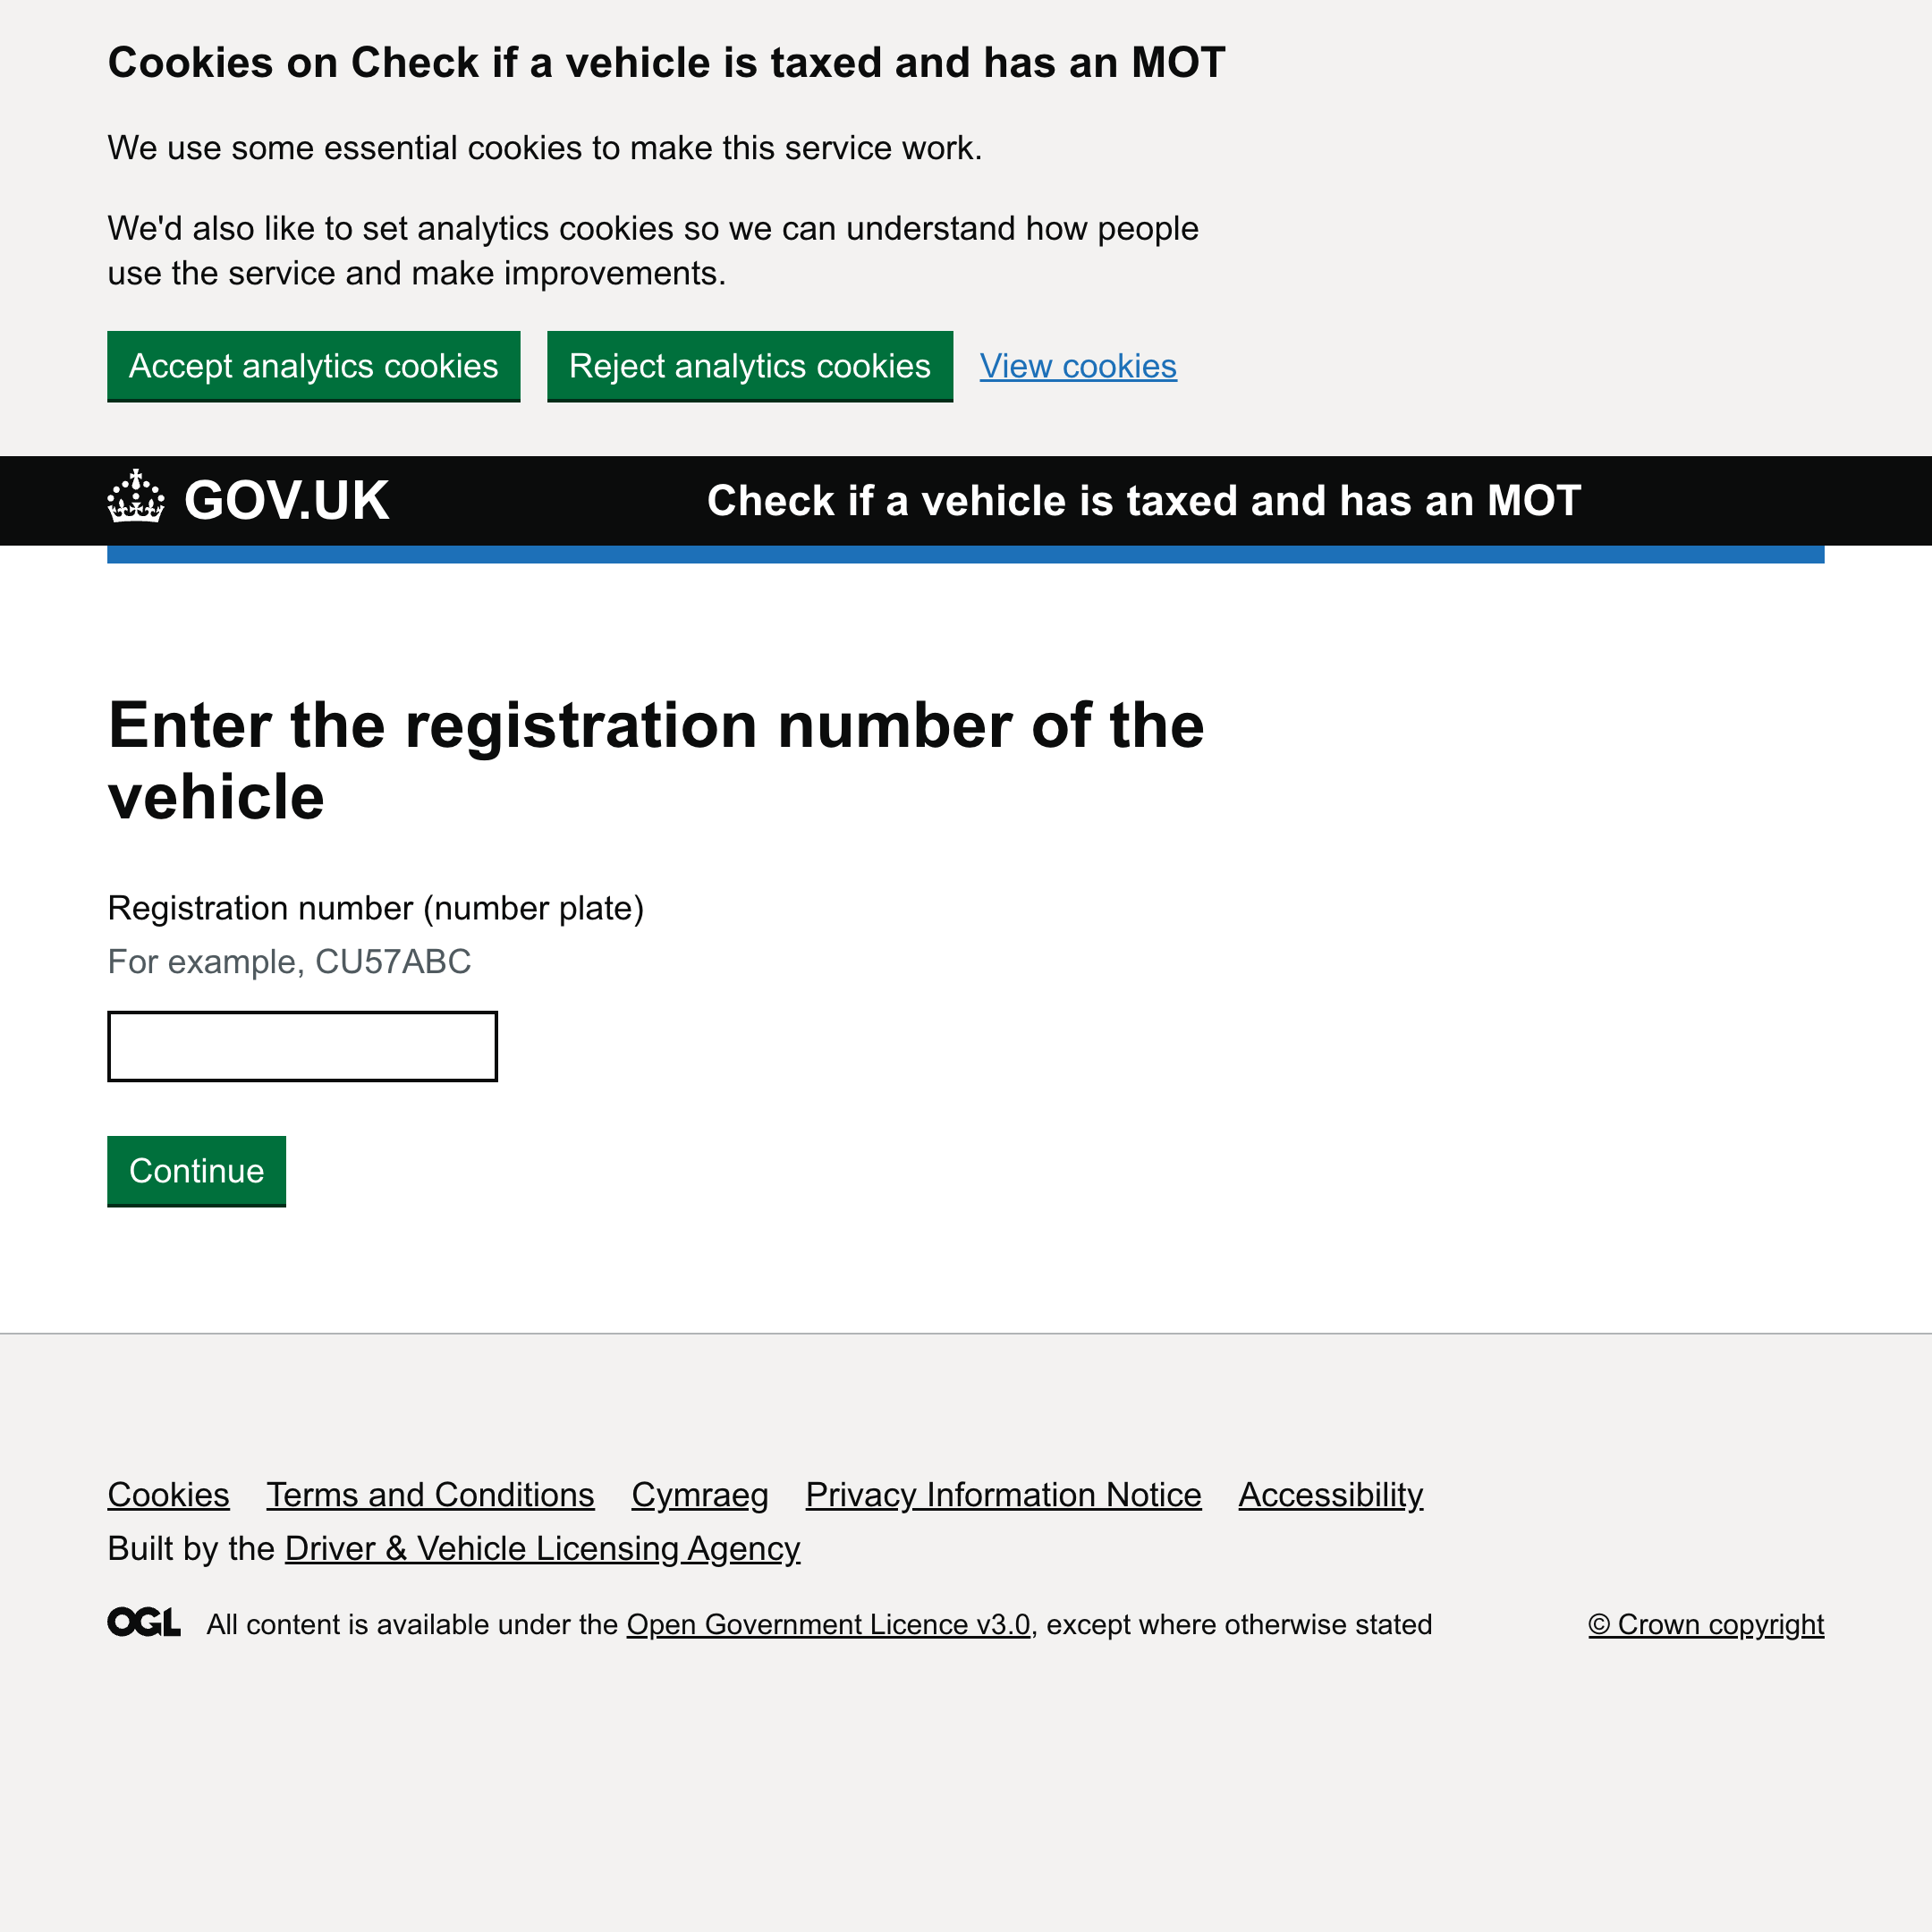 Cookies on Check if a vehicle is taxed and has an MOT
We use some essential cookies to make this service work.
We'd also like to set analytics cookies so we can understand how people
use the service and make improvements.
Accept analytics cookies Reject analytics cookies View cookies
GOV.UK Check if a vehicle is taxed and has an MOT
Enter the registration number of the
vehicle
Registration number (number plate)
For example, CU57ABC
Continue
Cookies Terms and Conditions Cymraeg Privacy Information Notice Accessibility
Built by the Driver & Vehicle Licensing Agency
OGL All content is available under the Open Government Licence v3.0, except where otherwise stated © Crown copyright